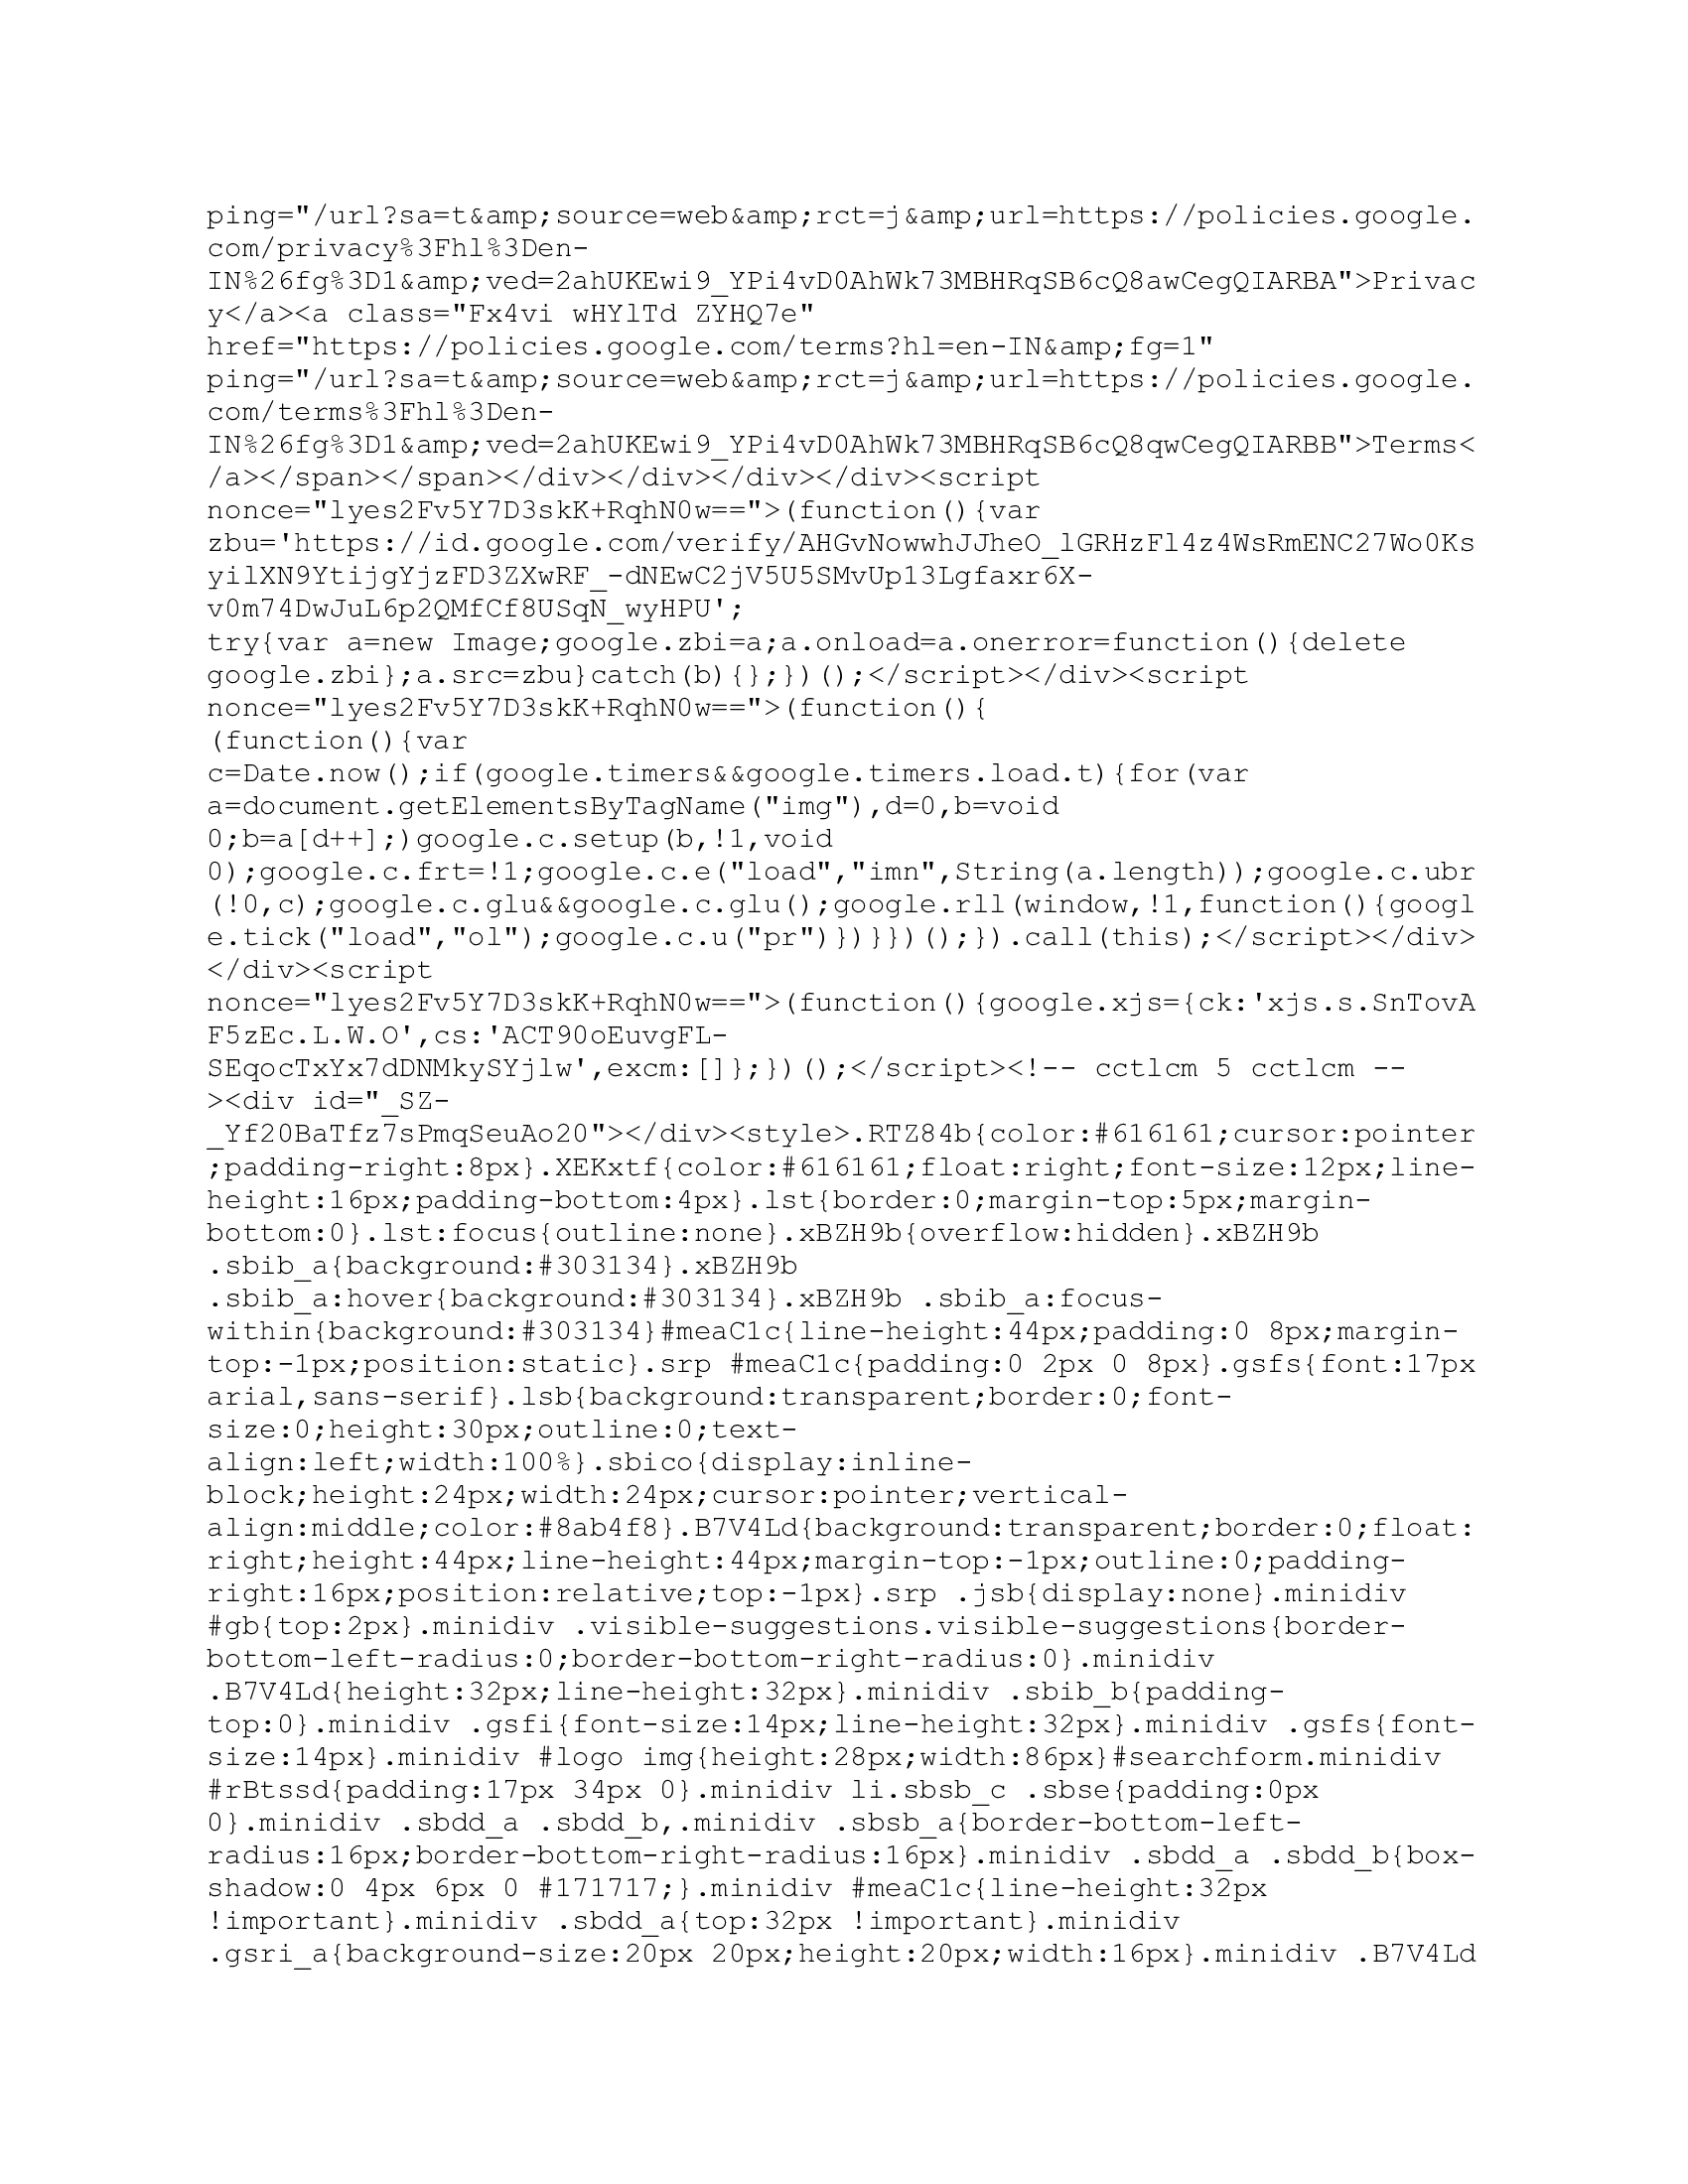 ping="/url?sa=t&amp;source=web&amp;rct=j&amp;url=https://policies.google.
com/privacy%3Fhl%3Den-
IN%26fg%3D1&amp;ved=2ahUKEwi9_YPi4vD0AhWk73MBHRqSB6cQ8awCegQIARBA">Privac
y</a><a class="Fx4vi wHYlTd ZYHQ7e"
href="https://policies.google.com/terms?hl=en-IN&amp;fg=1"
ping="/url?sa=t&amp;source=web&amp;rct=j&amp;url=https://policies.google.
com/terms%3Fhl%3Den-
IN%26fg%3D1&amp;ved=2ahUKEwi9_YPi4vD0AhWk73MBHRqSB6cQ8qwCegQIARBB">Terms<
/a></span></span></div></div></div></div><script
nonce="lyes2Fv5Y7D3skK+RqhN0w==">(function(){var
zbu='https://id.google.com/verify/AHGvNowwhJJheO_lGRHzFl4z4WsRmENC27Wo0Ks
yilXN9YtijgYjzFD3ZXwRF_-dNEwC2jV5U5SMvUp13Lgfaxr6X-
v0m74DwJuL6p2QMfCf8USqN_wyHPU';
try{var a=new Image;google.zbi=a;a.onload=a.onerror=function(){delete
google.zbi};a.src=zbu}catch(b){};})();</script></div><script
nonce="lyes2Fv5Y7D3skK+RqhN0w==">(function(){
(function(){var
c=Date.now();if(google.timers&&google.timers.load.t){for(var
a=document.getElementsByTagName("img"),d=0,b=void
0;b=a[d++];)google.c.setup(b,!1,void
0);google.c.frt=!1;google.c.e("load","imn",String(a.length));google.c.ubr
(!0,c);google.c.glu&&google.c.glu();google.rll(window,!1,function(){googl
e.tick("load","ol");google.c.u("pr")})}})();}).call(this);</script></div>
</div><script
nonce="lyes2Fv5Y7D3skK+RqhN0w==">(function(){google.xjs={ck:'xjs.s.SnTovA
F5zEc.L.W.O',cs:'ACT90oEuvgFL-
SEqocTxYx7dDNMkySYjlw',excm:[]};})();</script><!-- cctlcm 5 cctlcm --
><div id="_SZ-
_Yf20BaTfz7sPmqSeuAo20"></div><style>.RTZ84b{color:#616161;cursor:pointer
;padding-right:8px}.XEKxtf{color:#616161;float:right;font-size:12px;line-
height:16px;padding-bottom:4px}.lst{border:0;margin-top:5px;margin-
bottom:0}.lst:focus{outline:none}.xBZH9b{overflow:hidden}.xBZH9b
.sbib_a{background:#303134}.xBZH9b
.sbib_a:hover{background:#303134}.xBZH9b .sbib_a:focus-
within{background:#303134}#meaC1c{line-height:44px;padding:0 8px;margin-
top:-1px;position:static}.srp #meaC1c{padding:0 2px 0 8px}.gsfs{font:17px
arial,sans-serif}.lsb{background:transparent;border:0;font-
size:0;height:30px;outline:0;text-
align:left;width:100%}.sbico{display:inline-
block;height:24px;width:24px;cursor:pointer;vertical-
align:middle;color:#8ab4f8}.B7V4Ld{background:transparent;border:0;float:
right;height:44px;line-height:44px;margin-top:-1px;outline:0;padding-
right:16px;position:relative;top:-1px}.srp .jsb{display:none}.minidiv
#gb{top:2px}.minidiv .visible-suggestions.visible-suggestions{border-
bottom-left-radius:0;border-bottom-right-radius:0}.minidiv
.B7V4Ld{height:32px;line-height:32px}.minidiv .sbib_b{padding-
top:0}.minidiv .gsfi{font-size:14px;line-height:32px}.minidiv .gsfs{font-
size:14px}.minidiv #logo img{height:28px;width:86px}#searchform.minidiv
#rBtssd{padding:17px 34px 0}.minidiv li.sbsb_c .sbse{padding:0px
0}.minidiv .sbdd_a .sbdd_b,.minidiv .sbsb_a{border-bottom-left-
radius:16px;border-bottom-right-radius:16px}.minidiv .sbdd_a .sbdd_b{box-
shadow:0 4px 6px 0 #171717;}.minidiv #meaC1c{line-height:32px
!important}.minidiv .sbdd_a{top:32px !important}.minidiv
.gsri_a{background-size:20px 20px;height:20px;width:16px}.minidiv .B7V4Ld